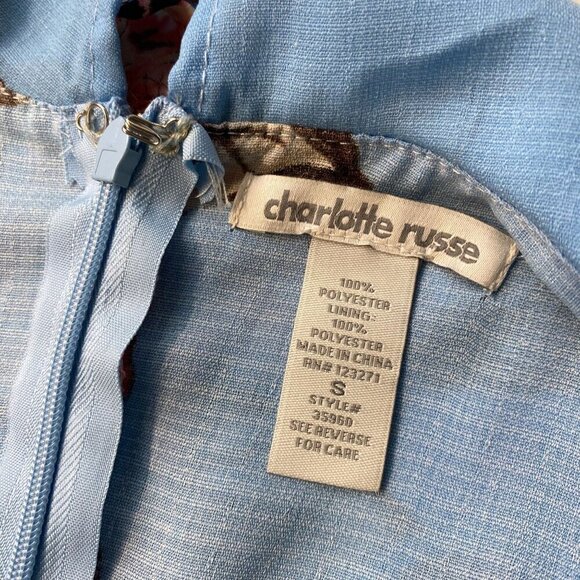 charlotte russe
100%
POLYESTER
LINING:
100%
POLYESTER
MADE IN CHINA
RN# 123271
S
STYLE#
35960
SEE REVERSE
FOR CARE